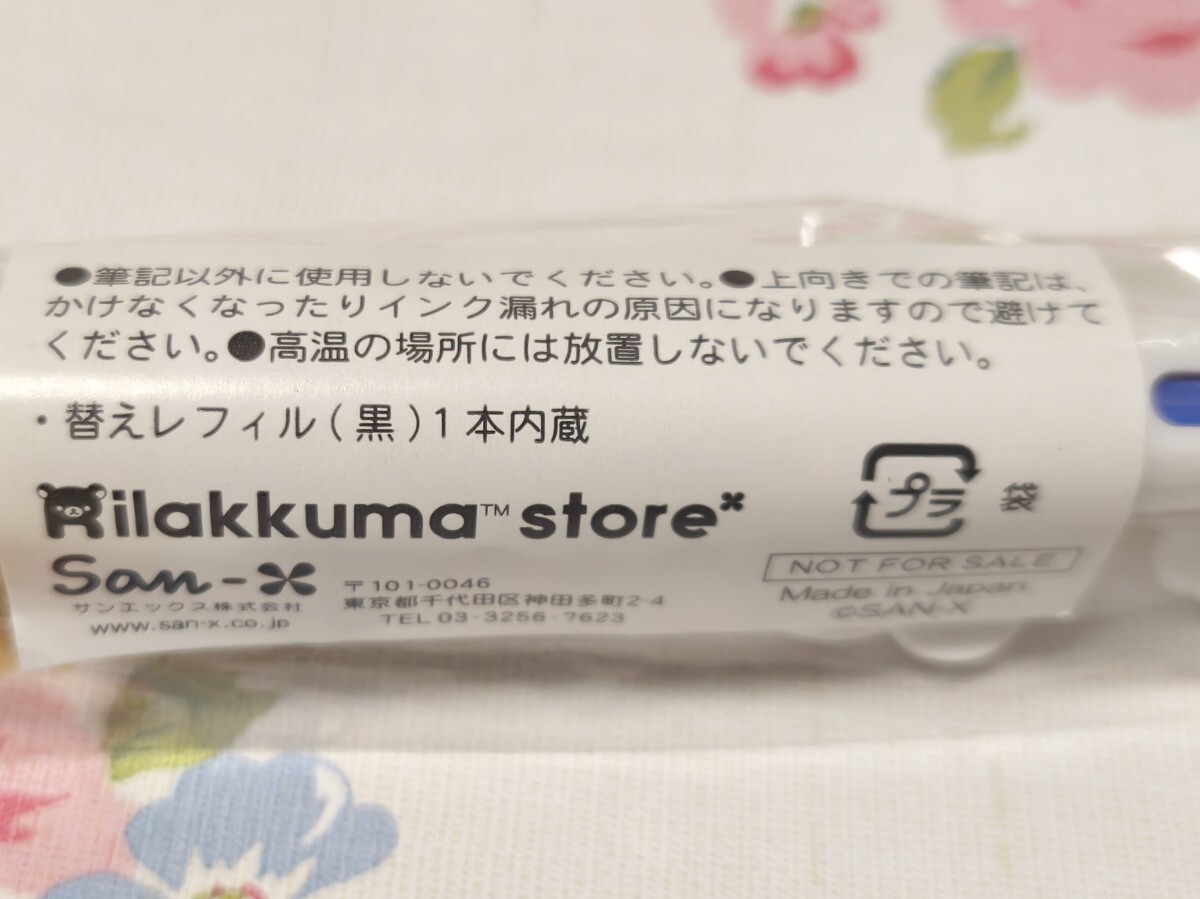 ●筆記以外に使用しないでください。●上向きでの筆記は、
かけなくなったりインク漏れの原因になりますので避けて
ください。●高温の場所には放置しないでください。
・替えレフィル(黒)1本内蔵
Rilakkuma™ store
San-X
サンエックス株式会社
www.san-x.co.jp
〒101-0046
東京都千代田区神田多町2-4
TEL 03-3256-7623
プラ 袋
NOT FOR SALE
Made in Japan
©SAN-X